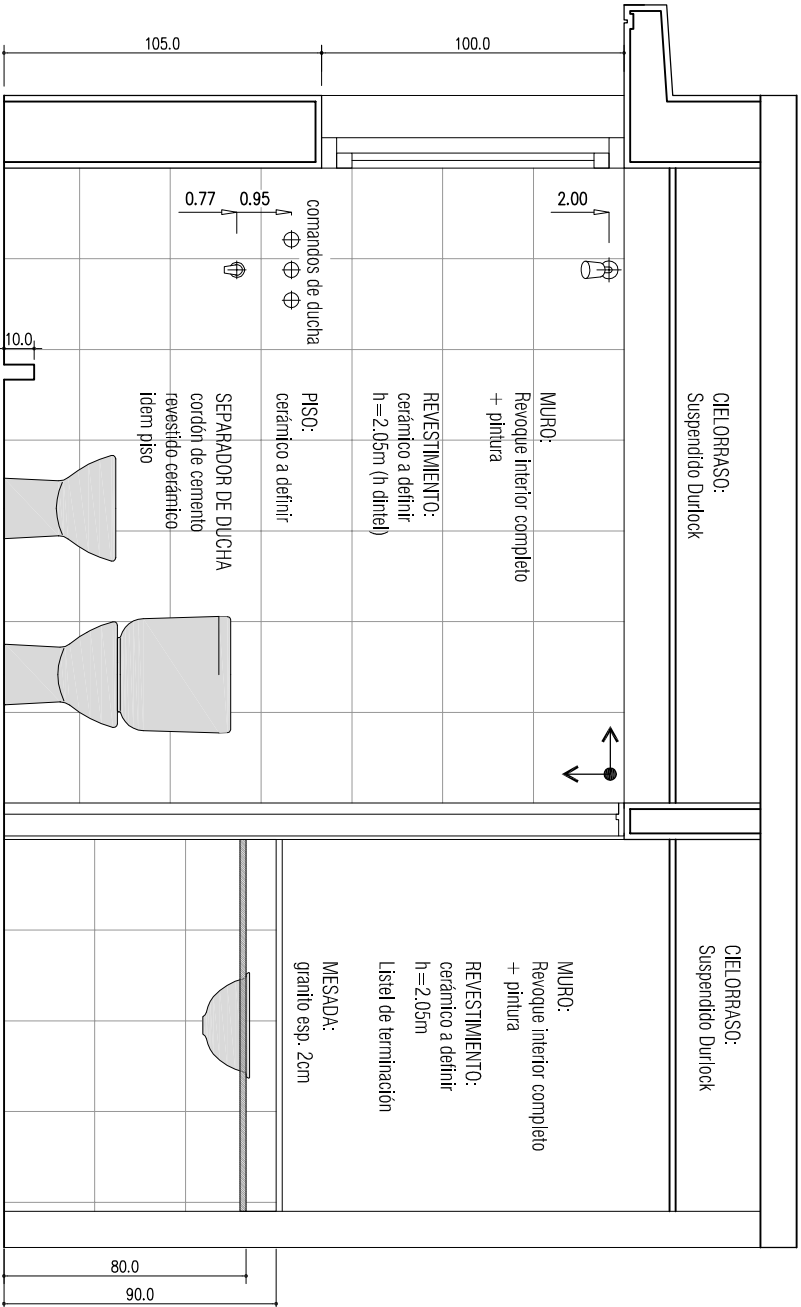 105.0
100.0
0.77
0.95
2.00
10.0
comandos de ducha
CIELORRASO:
Suspendido Durlock
MURO:
Revoque interior completo
+ pintura
REVESTIMIENTO:
cerámico a definir
h=2.05m (h dintel)
PISO:
cerámico a definir
SEPARADOR DE DUCHA
cordón de cemento
revestido cerámico
idem piso
CIELORRASO:
Suspendido Durlock
MURO:
Revoque interior completo
+ pintura
REVESTIMIENTO:
cerámico a definir
h=2.05m
Listel de terminación
MESADA:
granito esp. 2cm
80.0
90.0